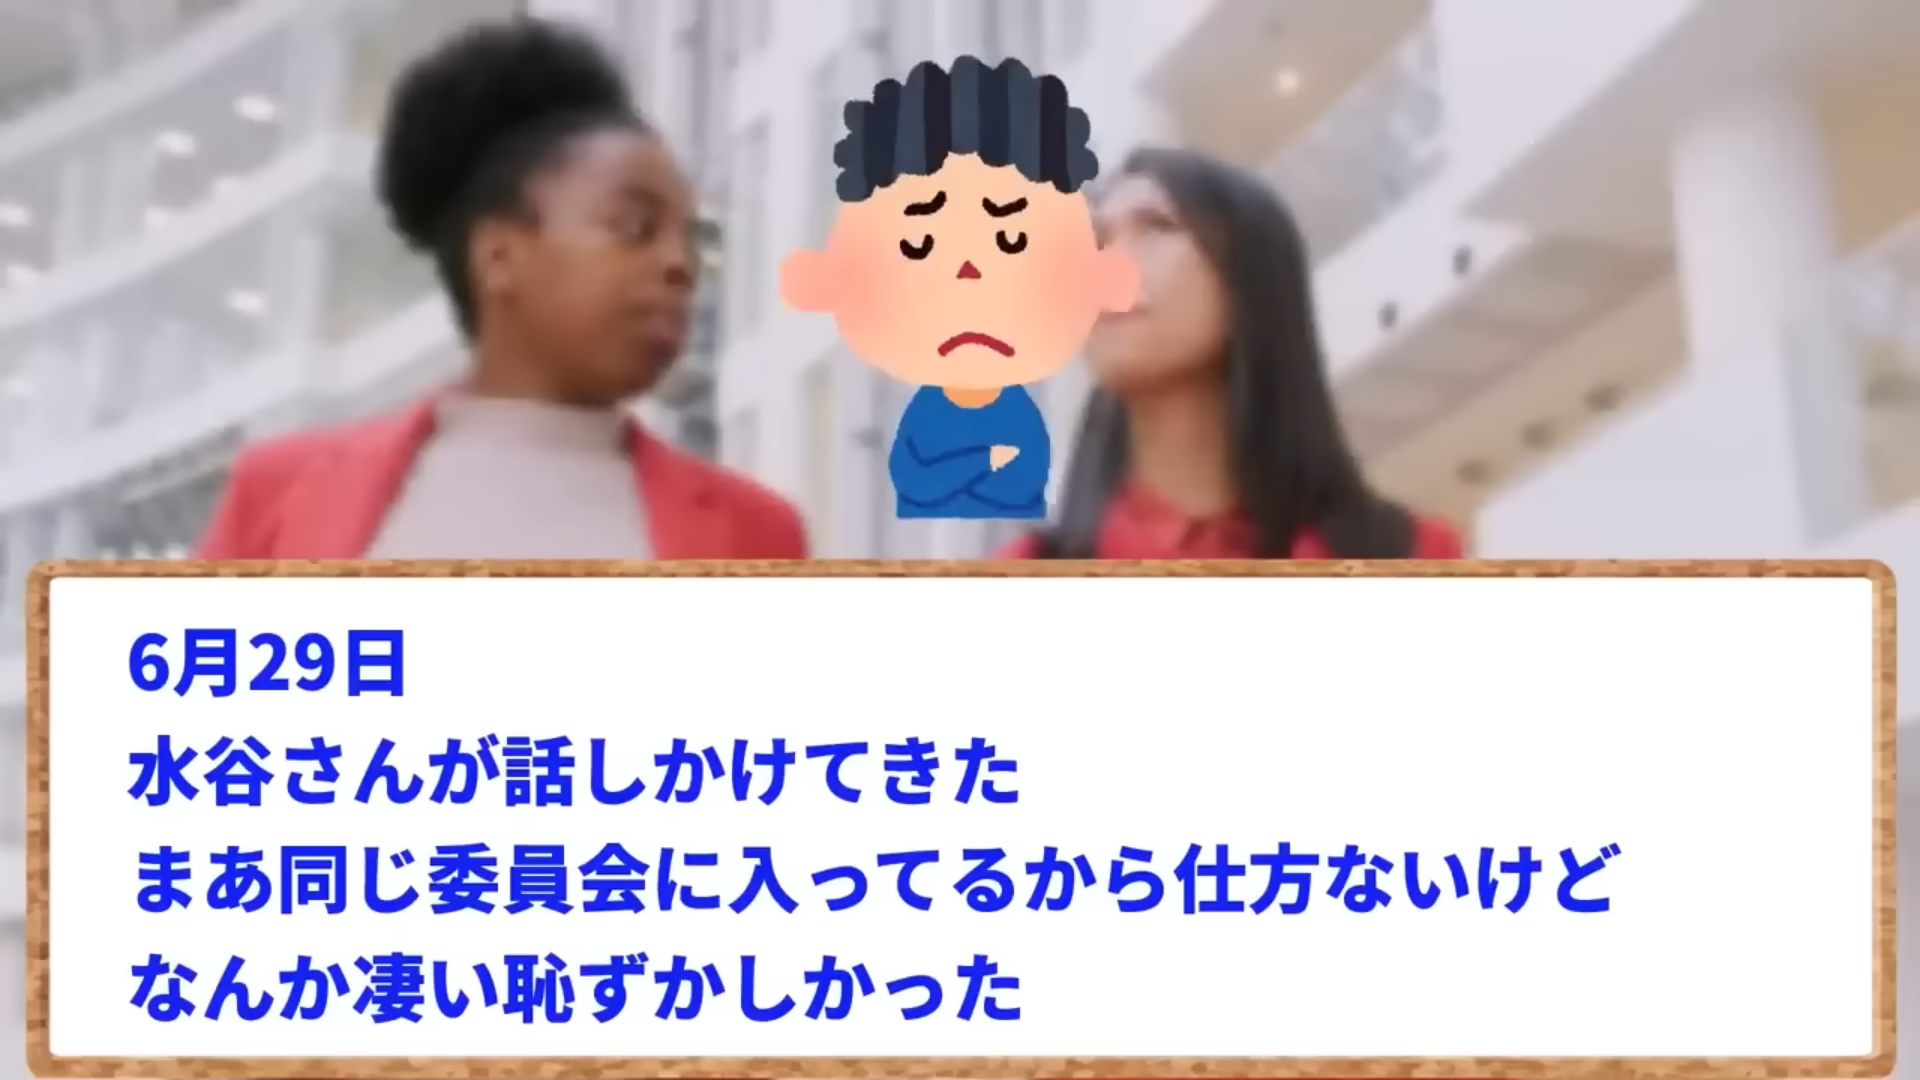 6月29日
水谷さんが話しかけてきた
まあ同じ委員会に入ってるから仕方ないけど
なんか凄い恥ずかしかった